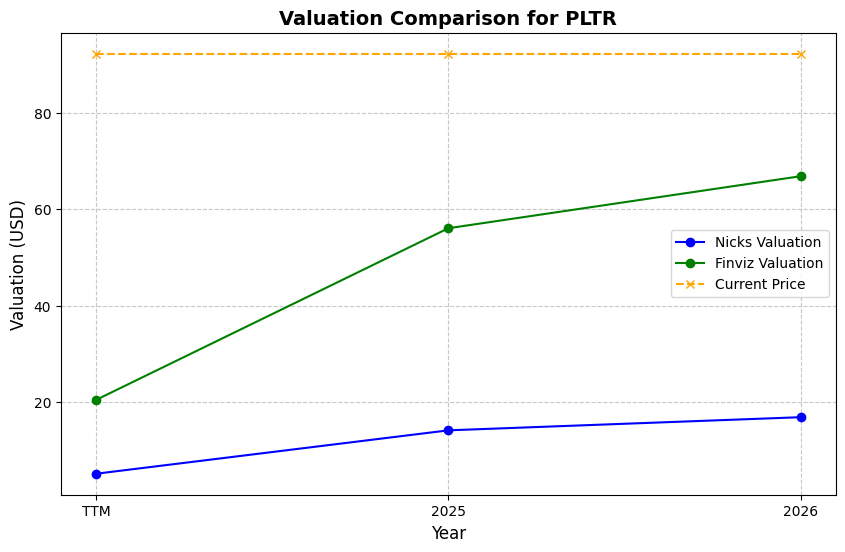 Valuation Comparison for PLTR
Valuation (USD)
80
60
40
20
Nicks Valuation
Finviz Valuation
Current Price
TTM
2025
2026
Year